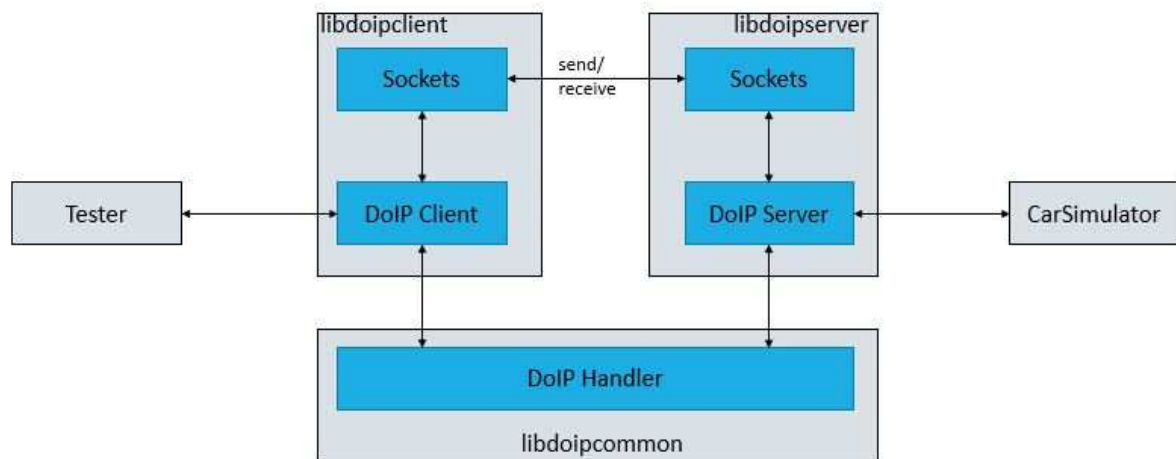 libdoipclient
libdoipserver
Sockets
send/
receive
Sockets
Tester
DoIP Client
DoIP Server
CarSimulator
DoIP Handler
libdoipcommon